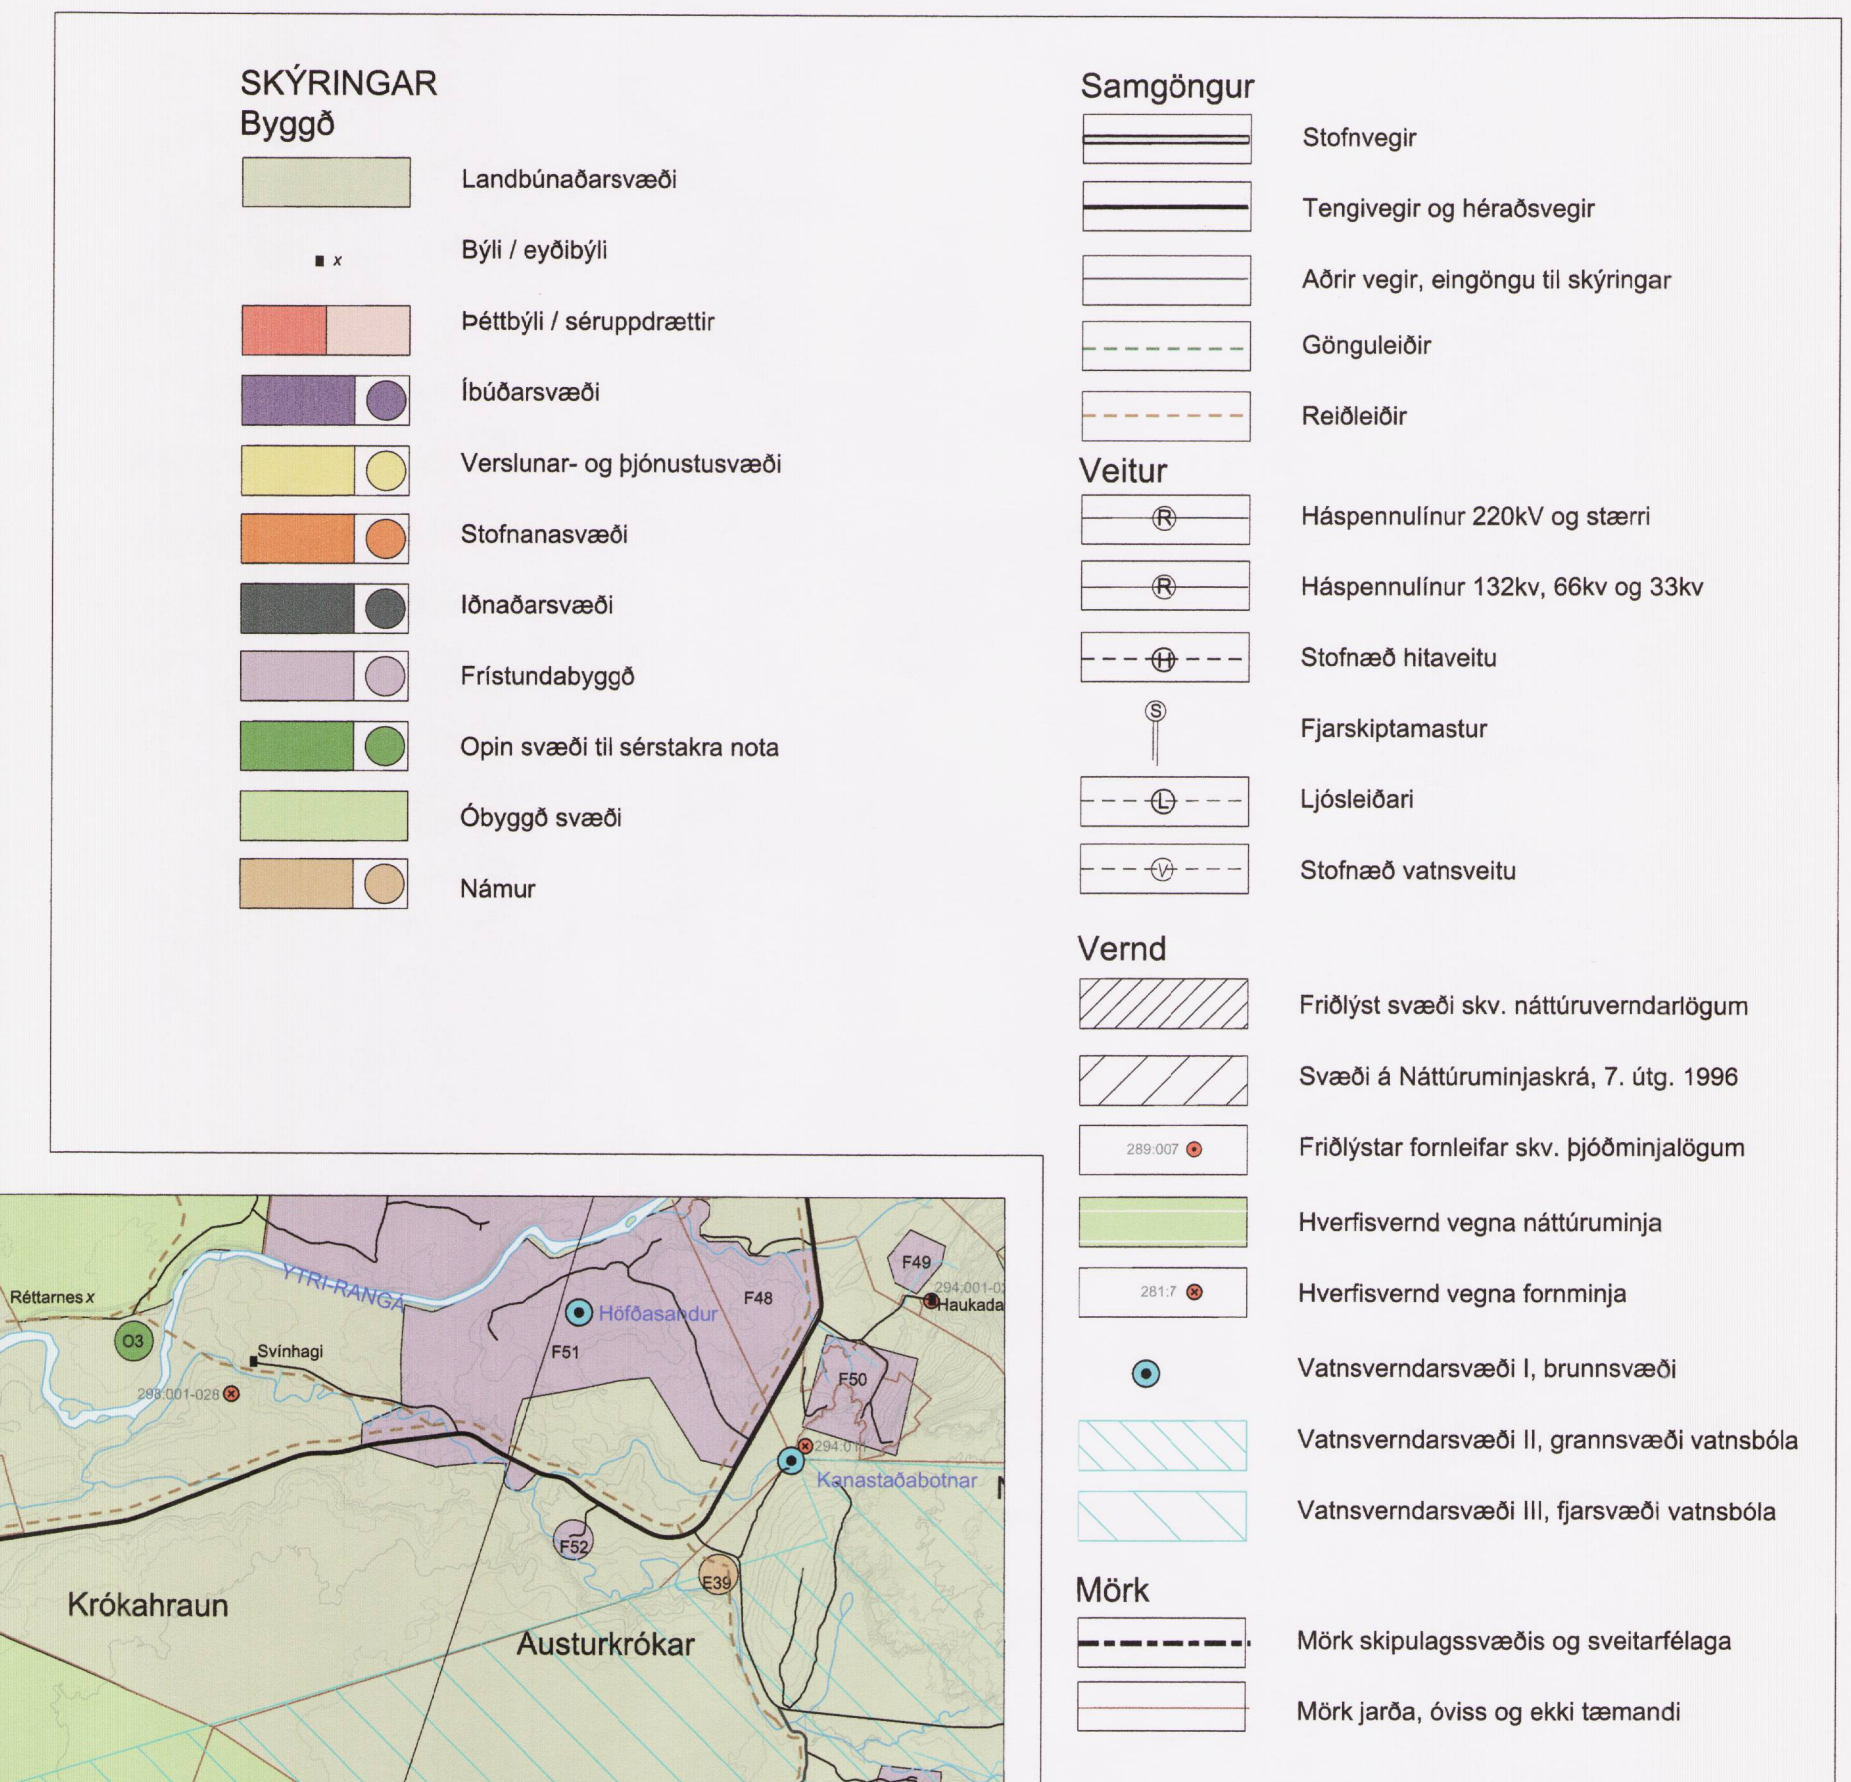 SKÝRINGAR
Byggð
Landbúnaðarsvæði
x
Býli / eyðibýli
Þéttbýli / séruppdrættir
Íbúðarsvæði
Verslunar- og þjónustusvæði
Stofnanasvæði
Iðnaðarsvæði
Frístundabyggð
Opin svæði til sérstakra nota
Óbyggð svæði
Námur
Samgöngur
Stofnvegir
Tengivegir og héraðsvegir
Aðrir vegir, eingöngu til skýringar
Gönguleiðir
Reiðleiðir
Veitur
R
Háspennulínur 220kV og stærri
R
Háspennulínur 132kv, 66kv og 33kv
H
Stofnæð hitaveitu
S
Fjarskiptamastur
L
Ljósleiðari
V
Stofnæð vatnsveitu
Vernd
Friðlýst svæði skv. náttúruverndarlögum
Svæði á Náttúruminjaskrá, 7. útg. 1996
289:007
Friðlýstar fornleifar skv. þjóðminjalögum
Hverfisvernd vegna náttúruminja
281:7
Hverfisvernd vegna fornminja
Vatnsverndarsvæði I, brunnsvæði
Vatnsverndarsvæði II, grannsvæði vatnsbóla
Vatnsverndarsvæði III, fjarsvæði vatnsbóla
Mörk
Mörk skipulagssvæðis og sveitarfélaga
Mörk jarða, óviss og ekki tæmandi
F49
YTRI-RANGÁ
Réttarnes x
F48
Haukada
Höfðasandur
O3
Svínhagi
F51
F50
293:001-028
Kanastaðabotnar
F52
E39
Krókahraun
Austurkrókar